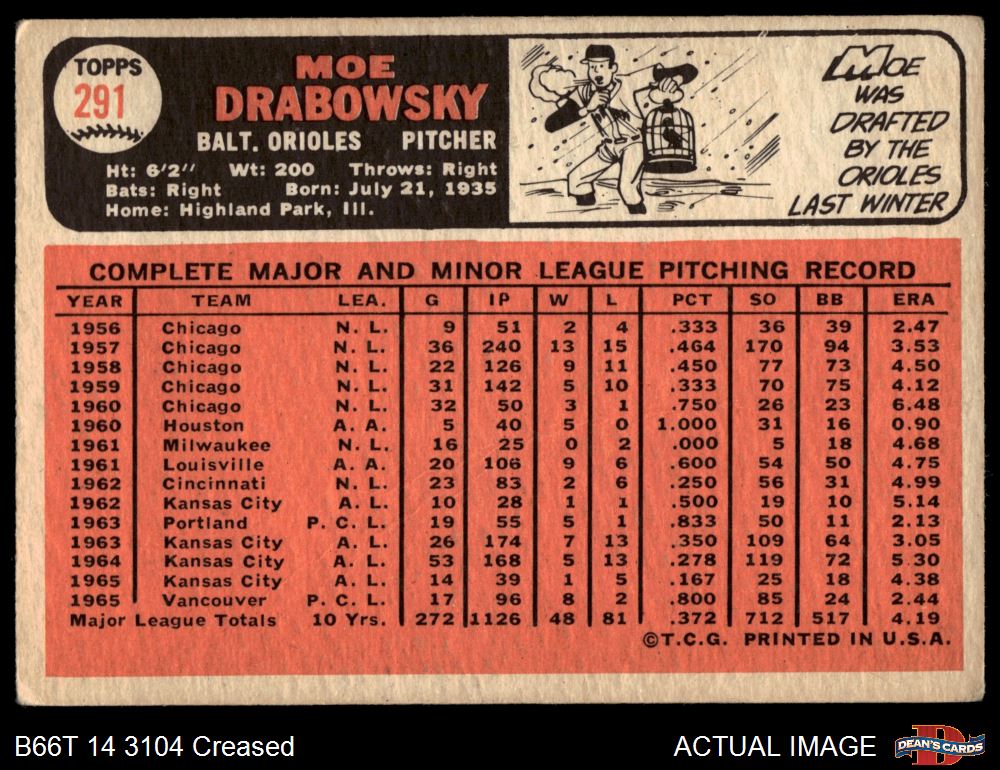 TOPPS
291
MOE
DRABOWSKY
BALT. ORIOLES PITCHER
Ht: 6'2" Wt: 200 Throws: Right
Bats: Right Born: July 21, 1935
Home: Highland Park, Ill.
MOE
WAS
DRAFTED
BY THE
ORIOLES
LAST WINTER
COMPLETE MAJOR AND MINOR LEAGUE PITCHING RECORD
YEAR TEAM LEA. G IP W L PCT SO BB ERA
1956 Chicago N. L. 9 51 2 4 .333 36 39 2.47
1957 Chicago N. L. 36 240 13 15 .464 170 94 3.53
1958 Chicago N. L. 22 126 9 11 .450 77 73 4.50
1959 Chicago N. L. 31 142 5 10 .333 70 75 4.12
1960 Chicago N. L. 32 50 3 1 .750 26 23 6.48
1960 Houston A. A. 5 40 5 0 1.000 31 16 0.90
1961 Milwaukee N. L. 16 25 0 2 .000 5 18 4.68
1961 Louisville A. A. 20 106 9 6 .600 54 50 4.75
1962 Cincinnati N. L. 23 83 2 6 .250 56 31 4.99
1962 Kansas City A. L. 10 28 1 1 .500 19 10 5.14
1963 Portland P. C. L. 19 55 5 1 .833 50 11 2.13
1963 Kansas City A. L. 26 174 7 13 .350 109 64 3.05
1964 Kansas City A. L. 53 168 5 13 .278 119 72 5.30
1965 Kansas City A. L. 14 39 1 5 .167 25 18 4.38
1965 Vancouver P. C. L. 17 96 8 2 .800 85 24 2.44
Major League Totals 10 Yrs. 272 1126 48 81 .372 712 517 4.19
©T.C.G. PRINTED IN U.S.A.
B66T 14 3104 Creased
ACTUAL IMAGE
DEAN'S CARDS